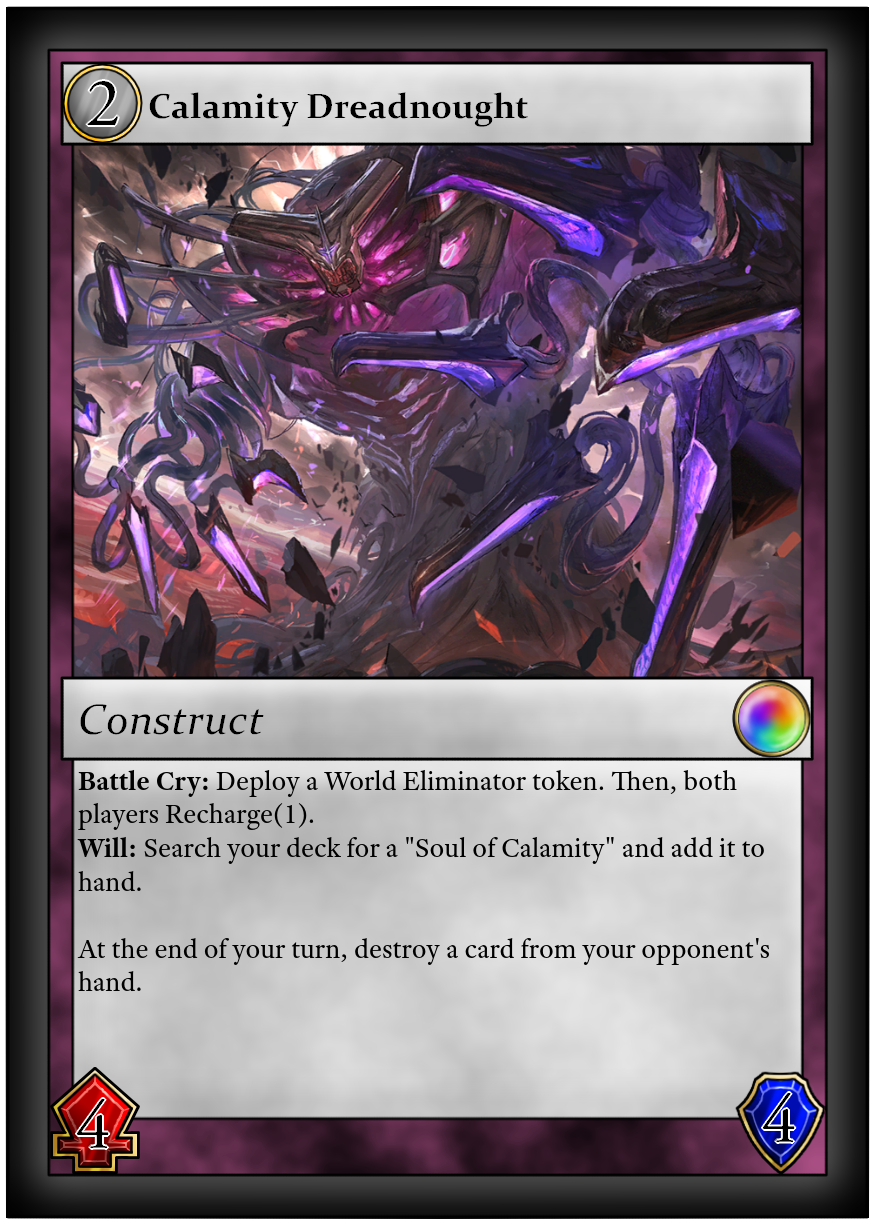 2
Calamity Dreadnought
Construct
Battle Cry: Deploy a World Eliminator token. Then, both
players Recharge(1).
Will: Search your deck for a "Soul of Calamity" and add it to
hand.
At the end of your turn, destroy a card from your opponent's
hand.
4
4